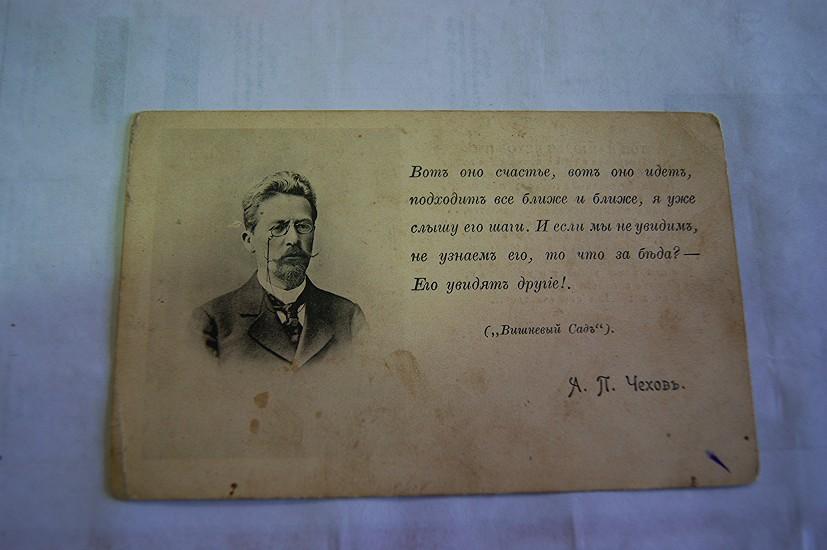 Вотъ оно счастье, вотъ оно идетъ,
подходитъ все ближе и ближе, я уже
слышу его шаги. И если мы не увидимъ,
не узнаемъ его, то что за бѣда? —
Его увидятъ другіе!.
(„Вишневый Садъ“).
А. П. Чеховъ.